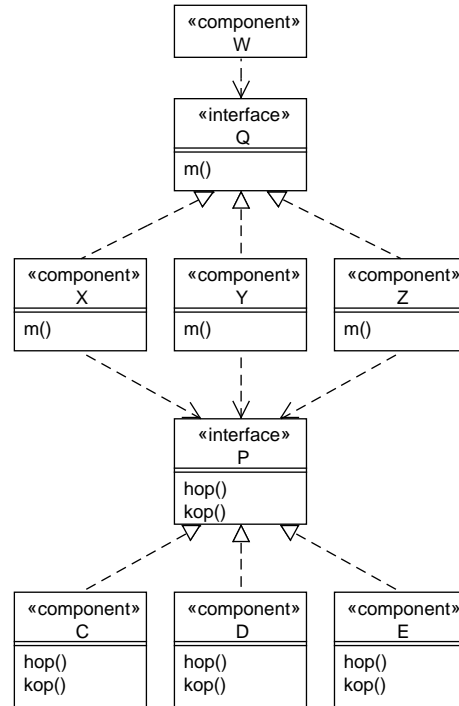 «component»
W
«interface»
Q
m()
«component»
X
m()
«component»
Y
m()
«component»
Z
m()
«interface»
P
hop()
kop()
«component»
C
hop()
kop()
«component»
D
hop()
kop()
«component»
E
hop()
kop()